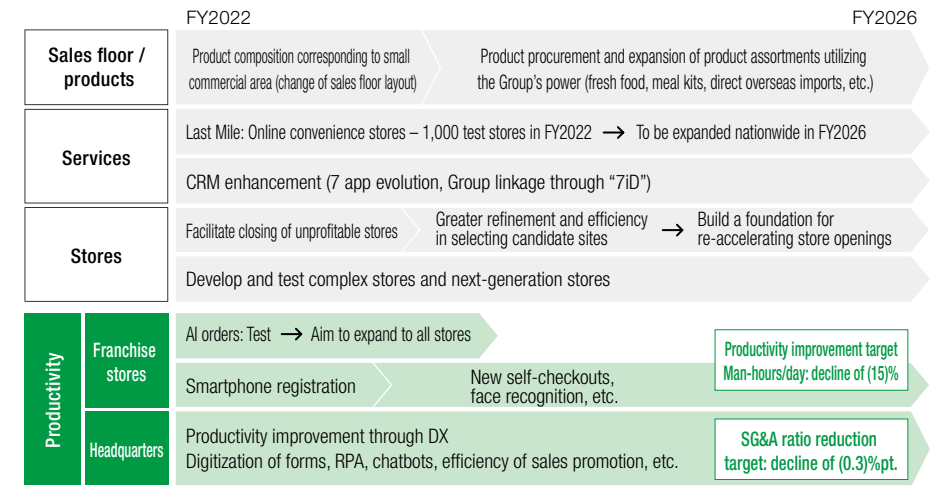 FY2022
FY2026
Sales floor /
products
Product composition corresponding to small
commercial area (change of sales floor layout)
Product procurement and expansion of product assortments utilizing
the Group’s power (fresh food, meal kits, direct overseas imports, etc.)
Services
Last Mile: Online convenience stores – 1,000 test stores in FY2022 → To be expanded nationwide in FY2026
CRM enhancement (7 app evolution, Group linkage through “7iD”)
Stores
Facilitate closing of unprofitable stores
Greater refinement and efficiency
in selecting candidate sites
→ Build a foundation for
re-accelerating store openings
Develop and test complex stores and next-generation stores
Productivity
Franchise
stores
AI orders: Test → Aim to expand to all stores
Smartphone registration
New self-checkouts,
face recognition, etc.
Productivity improvement target
Man-hours/day: decline of (15)%
Headquarters
Productivity improvement through DX
Digitization of forms, RPA, chatbots, efficiency of sales promotion, etc.
SG&A ratio reduction
target: decline of (0.3)%pt.